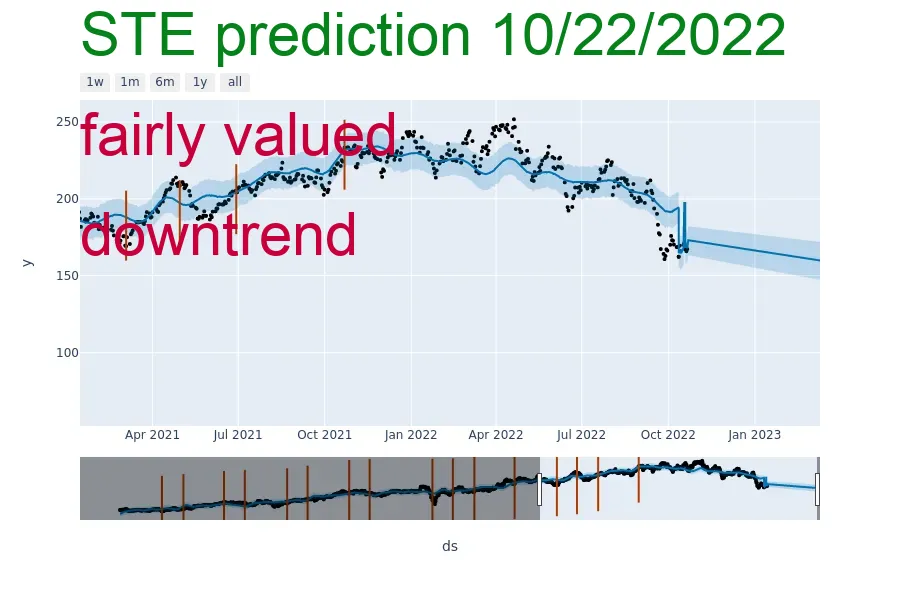 STE prediction 10/22/2022
1w 1m 6m 1y all
250
fairly valued
200
downtrend
y
150
100
Apr 2021 Jul 2021 Oct 2021 Jan 2022 Apr 2022 Jul 2022 Oct 2022 Jan 2023
ds